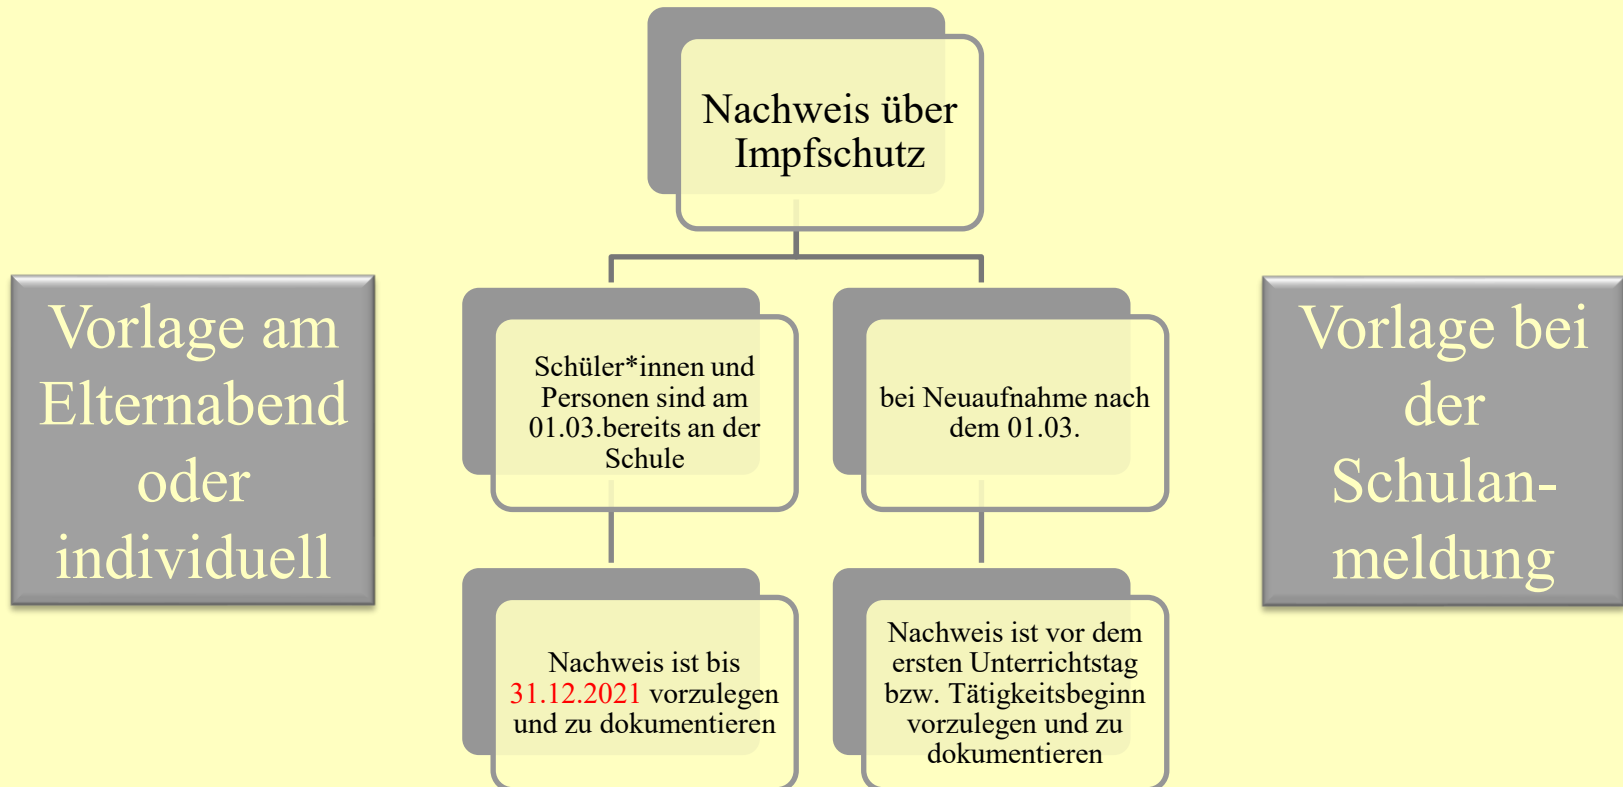 Nachweis über
Impfschutz
Vorlage am
Elternabend
oder
individuell
Schüler*innen und
Personen sind am
01.03.bereits an der
Schule
bei Neuaufnahme nach
dem 01.03.
Vorlage bei
der
Schulan-
meldung
Nachweis ist bis
31.12.2021 vorzulegen
und zu dokumentieren
Nachweis ist vor dem
ersten Unterrichtstag
bzw. Tätigkeitsbeginn
vorzulegen und zu
dokumentieren